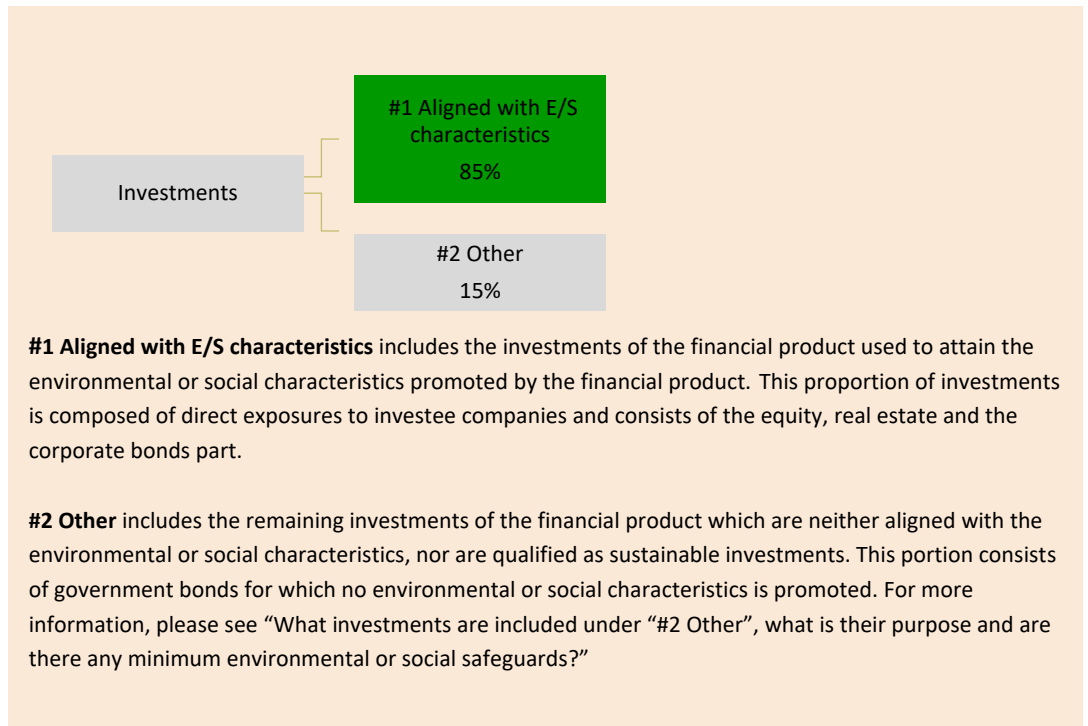 #1 Aligned with E/S
characteristics
85%
Investments
#2 Other
15%
#1 Aligned with E/S characteristics includes the investments of the financial product used to attain the
environmental or social characteristics promoted by the financial product. This proportion of investments
is composed of direct exposures to investee companies and consists of the equity, real estate and the
corporate bonds part.
#2 Other includes the remaining investments of the financial product which are neither aligned with the
environmental or social characteristics, nor are qualified as sustainable investments. This portion consists
of government bonds for which no environmental or social characteristics is promoted. For more
information, please see “What investments are included under “#2 Other”, what is their purpose and are
there any minimum environmental or social safeguards?”